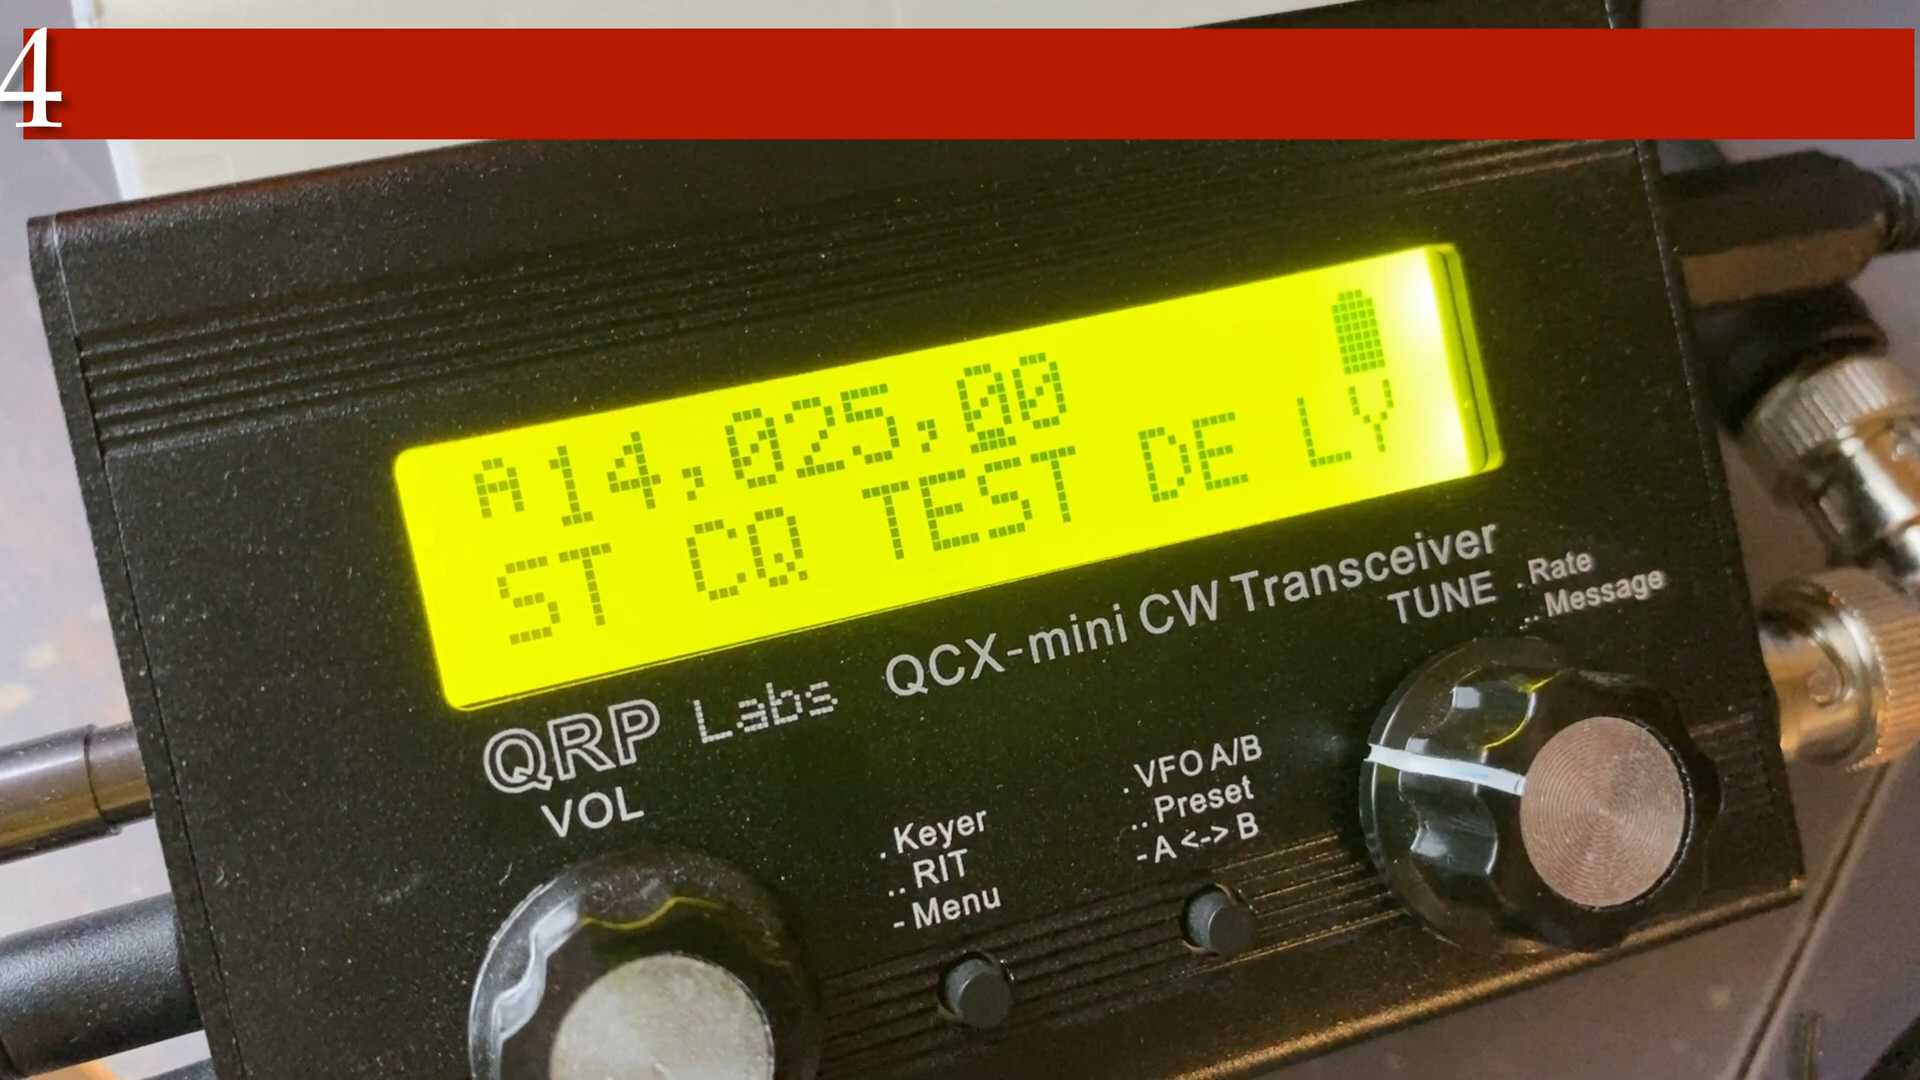 4
A14,025,00
ST CQ TEST DE LY
QRP Labs QCX-mini CW Transceiver
VOL
. Keyer
.. RIT
- Menu
. VFO A/B
.. Preset
- A <-> B
TUNE
. Rate
.. Message